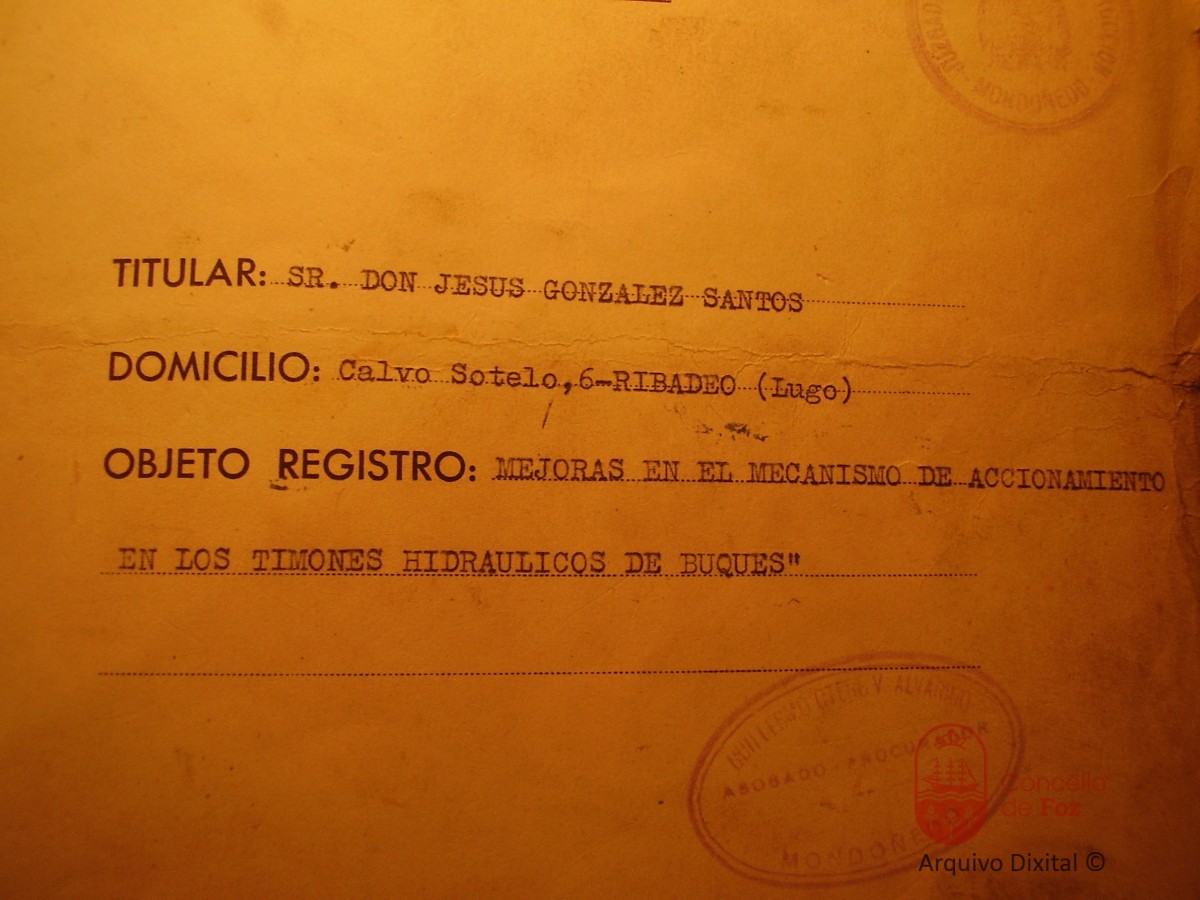 JUZGADO
MONDOÑEDO
TITULAR: SR. DON JESUS GONZALEZ SANTOS
DOMICILIO: Calvo Sotelo,6-RIBADEO (Lugo)
OBJETO REGISTRO: MEJORAS EN EL MECANISMO DE ACCIONAMIENTO
EN LOS TIMONES HIDRAULICOS DE BUQUES"
ABOGADO-PROCURADOR
Concello
de Foz
Arquivo Dixital ©